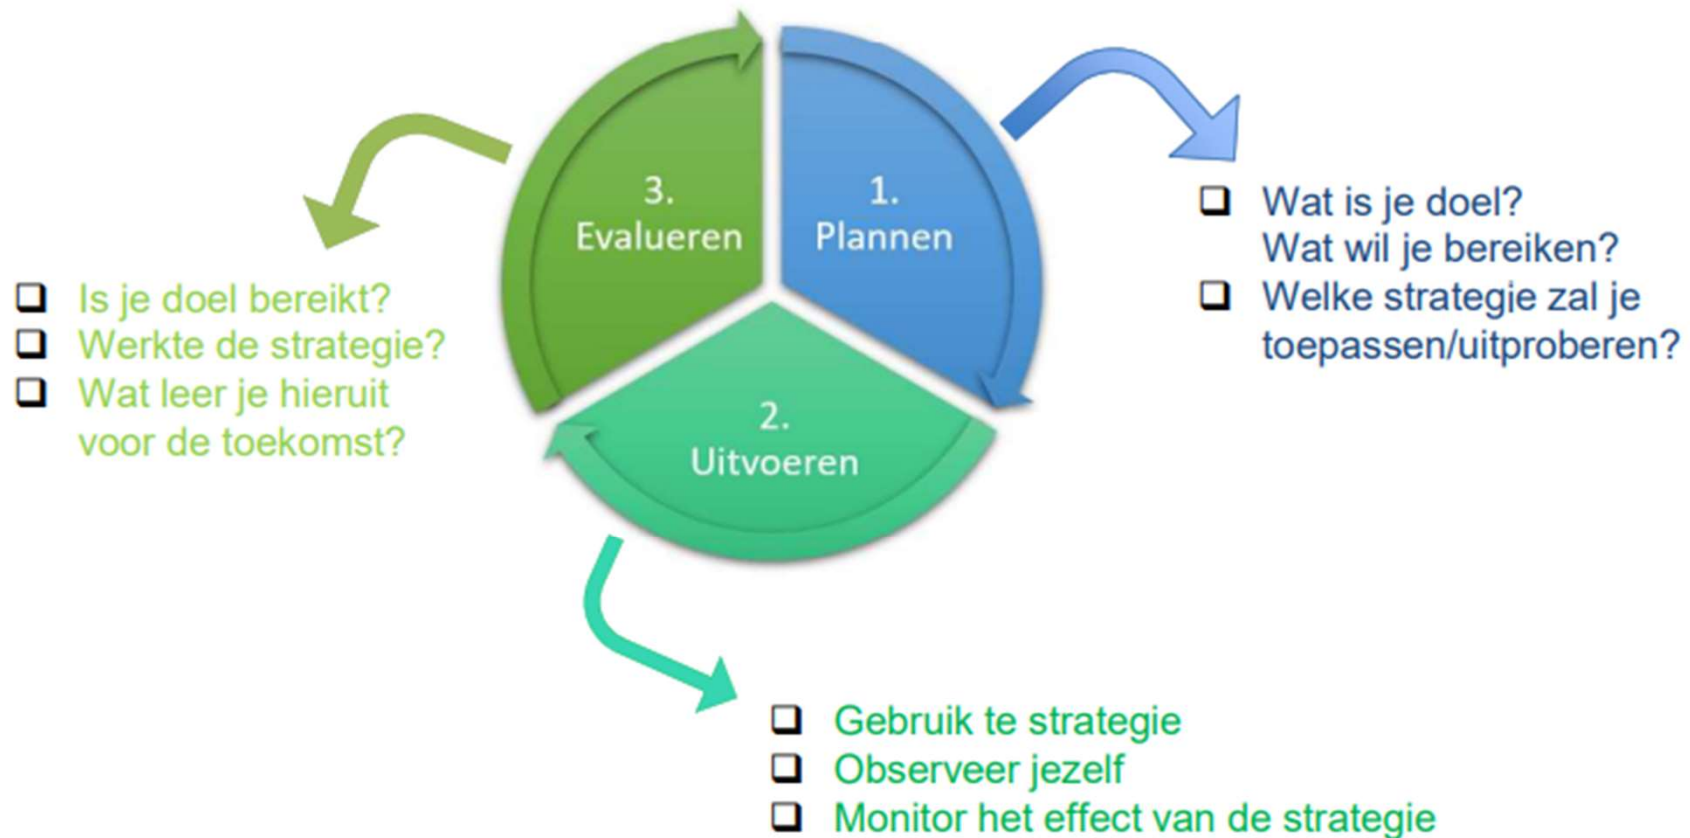 1.
Plannen
❑ Wat is je doel?
Wat wil je bereiken?
❑ Welke strategie zal je
toepassen/uitproberen?
2.
Uitvoeren
❑ Gebruik te strategie
❑ Observeer jezelf
❑ Monitor het effect van de strategie
3.
Evalueren
❑ Is je doel bereikt?
❑ Werkte de strategie?
❑ Wat leer je hieruit
voor de toekomst?